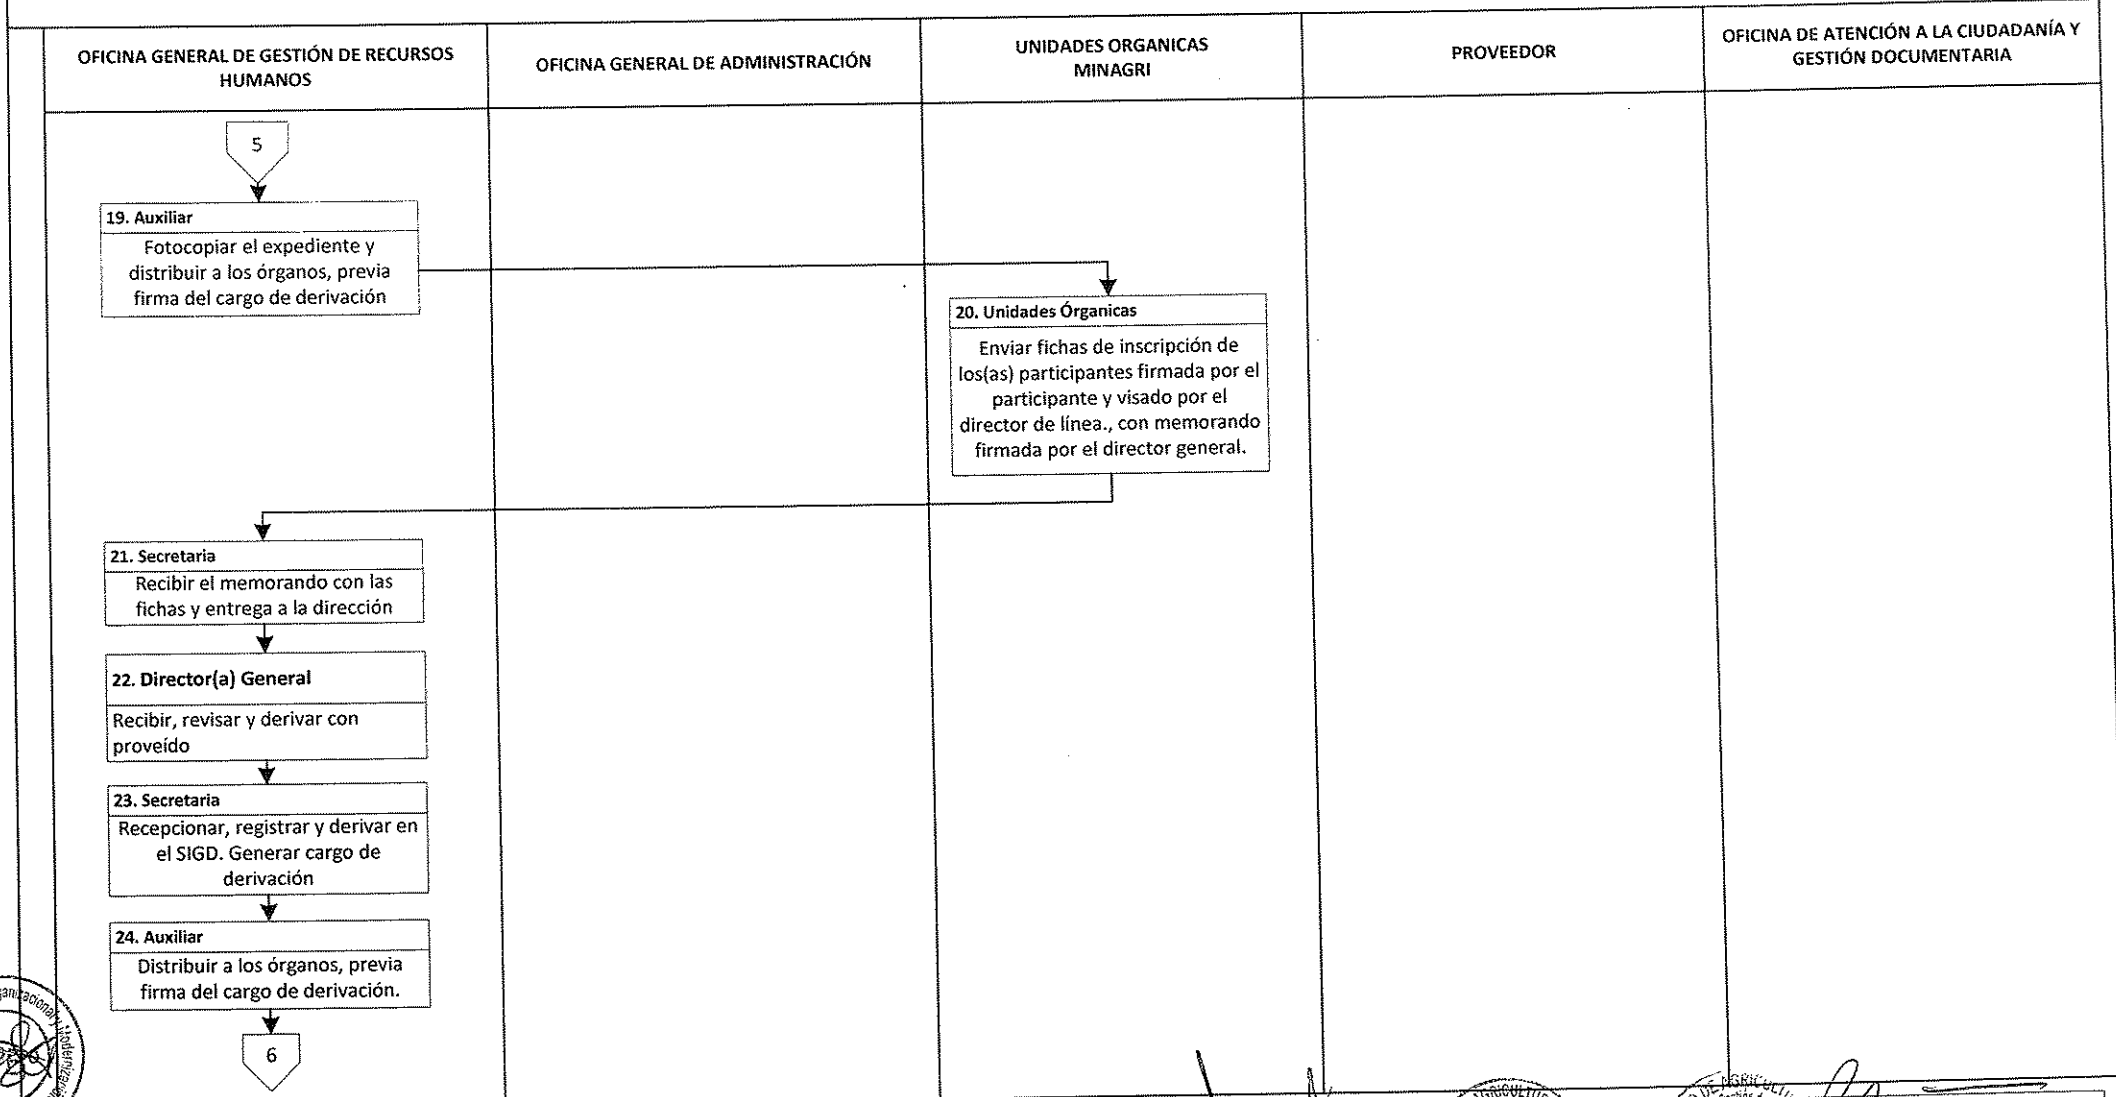 OFICINA GENERAL DE GESTIÓN DE RECURSOS
HUMANOS
OFICINA GENERAL DE ADMINISTRACIÓN
UNIDADES ORGANICAS
MINAGRI
PROVEEDOR
OFICINA DE ATENCIÓN A LA CIUDADANÍA Y
GESTIÓN DOCUMENTARIA
5
19. Auxiliar
Fotocopiar el expediente y
distribuir a los órganos, previa
firma del cargo de derivación
20. Unidades Órganicas
Enviar fichas de inscripción de
los(as) participantes firmada por el
participante y visado por el
director de línea., con memorando
firmada por el director general.
21. Secretaria
Recibir el memorando con las
fichas y entrega a la dirección
22. Director(a) General
Recibir, revisar y derivar con
proveído
23. Secretaria
Recepcionar, registrar y derivar en
el SIGD. Generar cargo de
derivación
24. Auxiliar
Distribuir a los órganos, previa
firma del cargo de derivación.
6